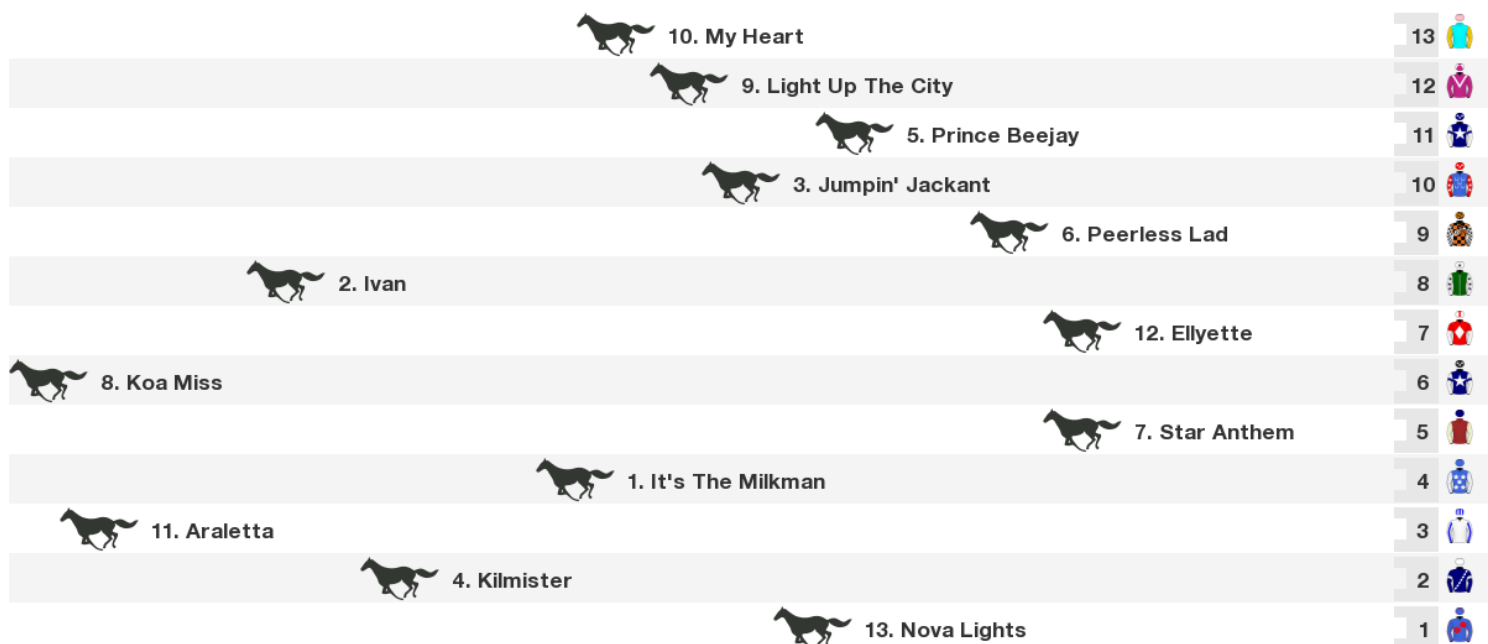 10. My Heart 13
9. Light Up The City 12
5. Prince Beejay 11
3. Jumpin' Jackant 10
6. Peerless Lad 9
2. Ivan 8
12. Ellyette 7
8. Koa Miss 6
7. Star Anthem 5
1. It's The Milkman 4
11. Araletta 3
4. Kilmister 2
13. Nova Lights 1